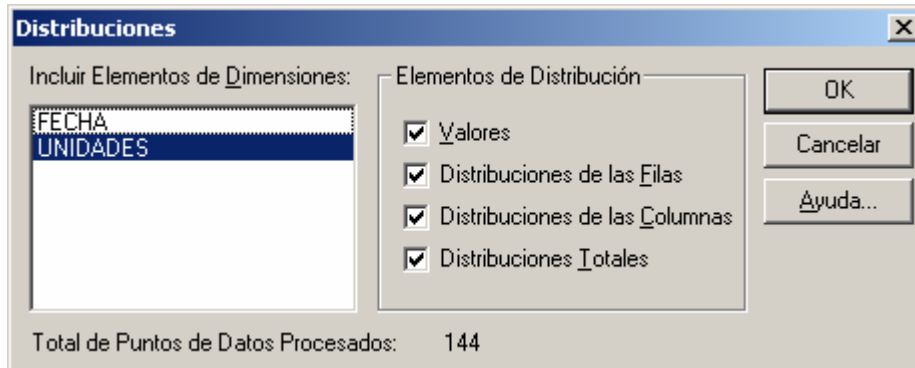 Distribuciones
Incluir Elementos de Dimensiones:
FECHA
UNIDADES
Elementos de Distribución
Valores
Distribuciones de las Filas
Distribuciones de las Columnas
Distribuciones Totales
OK
Cancelar
Ayuda...
Total de Puntos de Datos Procesados: 144